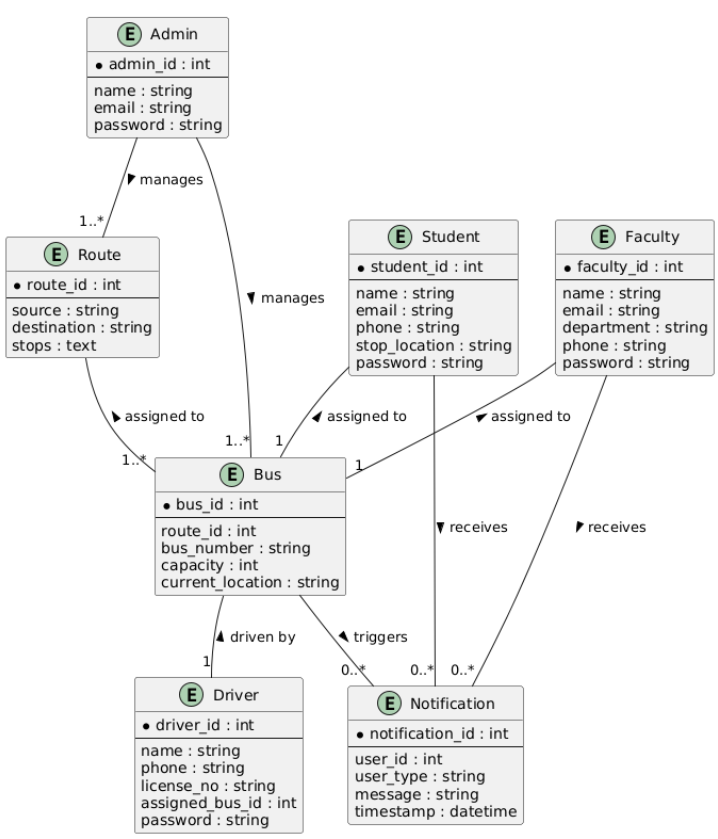 E Admin
* admin_id : int
name : string
email : string
password : string
manages
1..*
manages
1..*
E Route
* route_id : int
source : string
destination : string
stops : text
E Student
* student_id : int
name : string
email : string
phone : string
stop_location : string
password : string
E Faculty
* faculty_id : int
name : string
email : string
department : string
phone : string
password : string
assigned to
1..*
assigned to
1
assigned to
1
E Bus
* bus_id : int
route_id : int
bus_number : string
capacity : int
current_location : string
receives
0..*
receives
0..*
driven by
1
triggers
0..*
E Driver
* driver_id : int
name : string
phone : string
license_no : string
assigned_bus_id : int
password : string
E Notification
* notification_id : int
user_id : int
user_type : string
message : string
timestamp : datetime